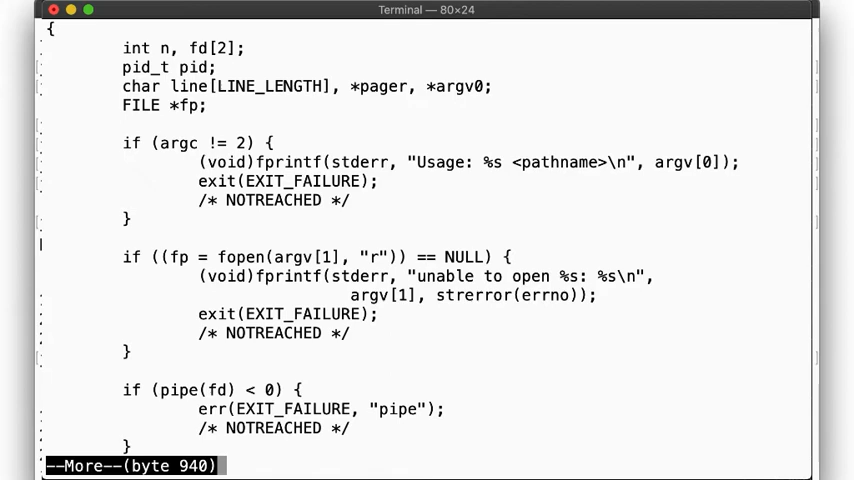 Terminal — 80×24
{
int n, fd[2];
pid_t pid;
char line[LINE_LENGTH], *pager, *argv0;
FILE *fp;
if (argc != 2) {
(void)fprintf(stderr, "Usage: %s <pathname>\n", argv[0]);
exit(EXIT_FAILURE);
/* NOTREACHED */
}
if ((fp = fopen(argv[1], "r")) == NULL) {
(void)fprintf(stderr, "unable to open %s: %s\n",
argv[1], strerror(errno));
exit(EXIT_FAILURE);
/* NOTREACHED */
}
if (pipe(fd) < 0) {
err(EXIT_FAILURE, "pipe");
/* NOTREACHED */
}
--More--(byte 940)